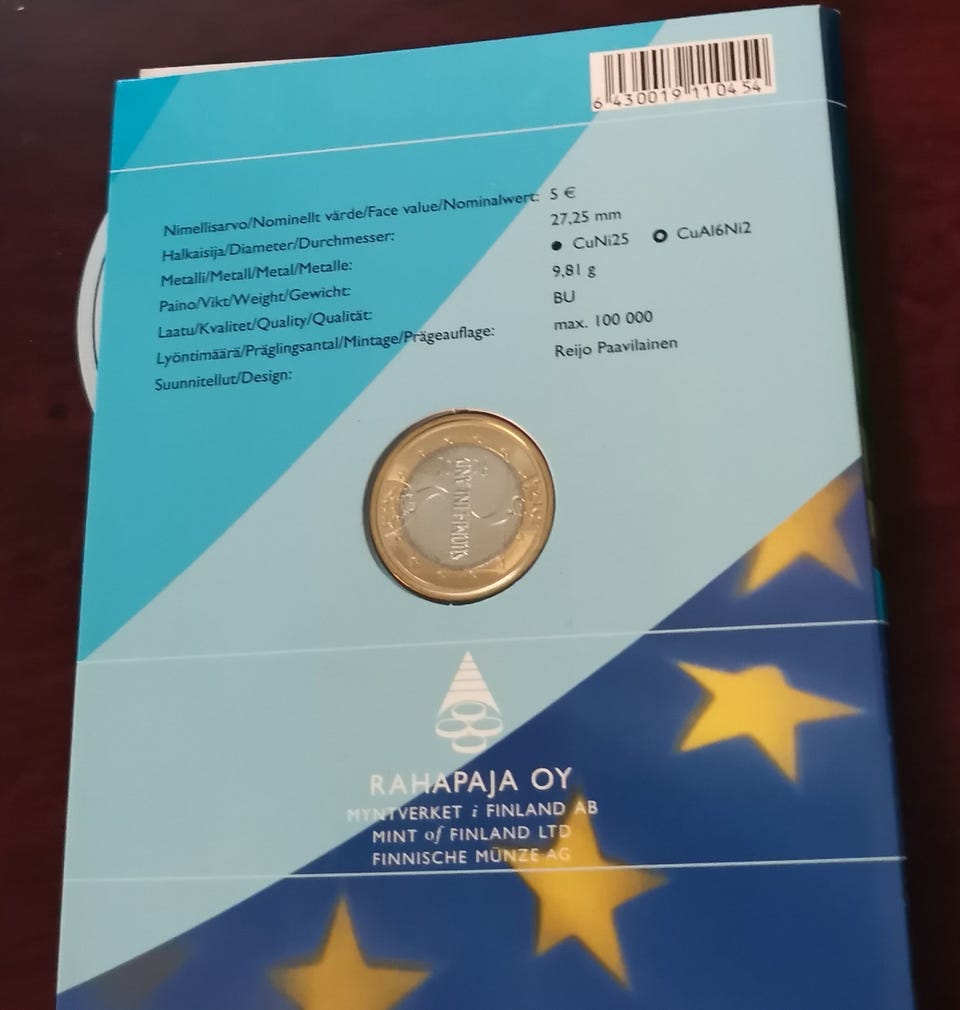 6 430019 110454
Nimellisarvo/Nominellt värde/Face value/Nominalwert: 5 €
Halkaisija/Diameter/Durchmesser: 27,25 mm
Metalli/Metall/Metal/Metalle: ● CuNi25 O CuAl6Ni2
Paino/Vikt/Weight/Gewicht: 9,81 g
Laatu/Kvalitet/Quality/Qualität: BU
Lyöntimäärä/Präglingsantal/Mintage/Prägeauflage: max. 100 000
Suunnitellut/Design: Reijo Paavilainen
SUOMI FINLAND
RAHAPAJA OY
MYNTVERKET i FINLAND AB
MINT of FINLAND LTD
FINNISCHE MÜNZE AG